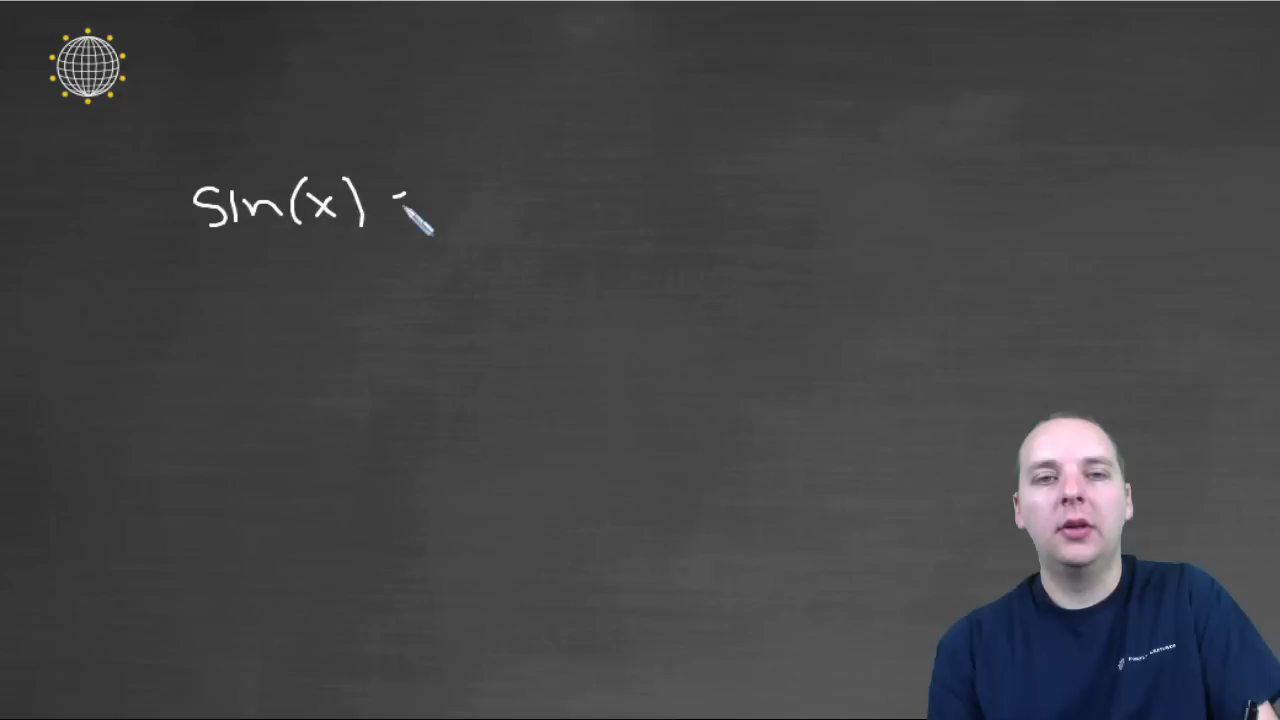 sin(x) =